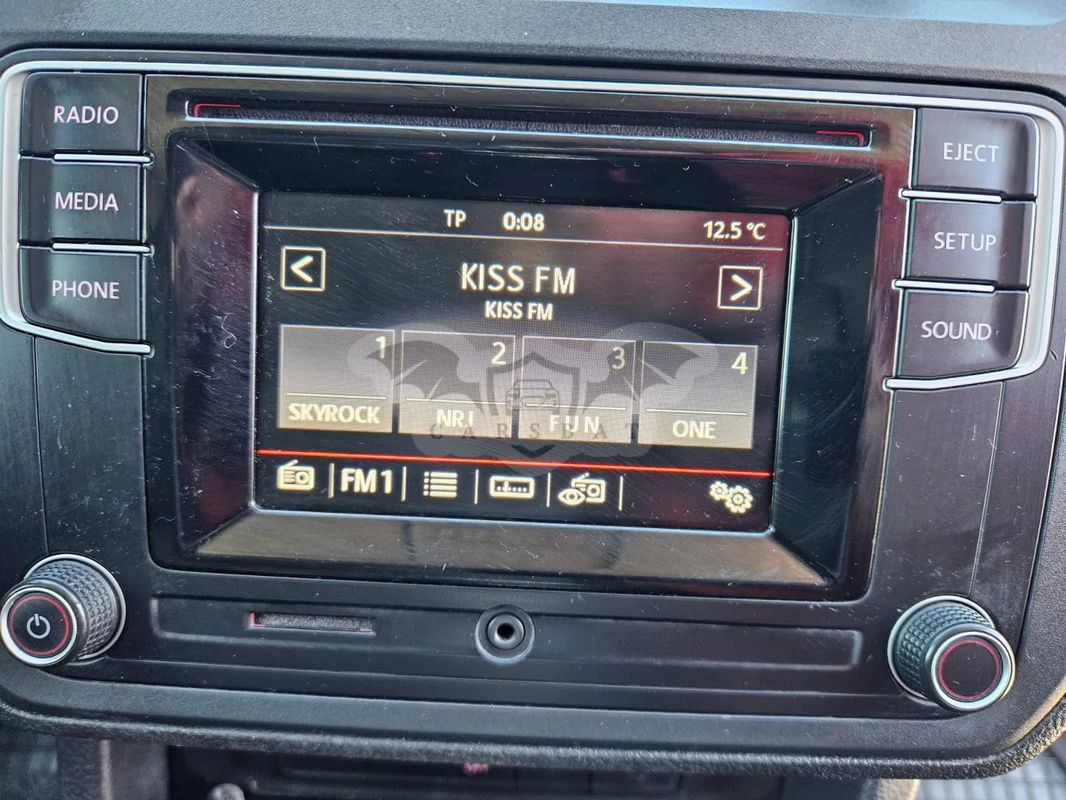 RADIO
MEDIA
PHONE
EJECT
SETUP
SOUND
TP 0:08 12.5 °C
< KISS FM >
KISS FM
1 2 3 4
SKYROCK NRJ F U N ONE
CARSBAT
FM1